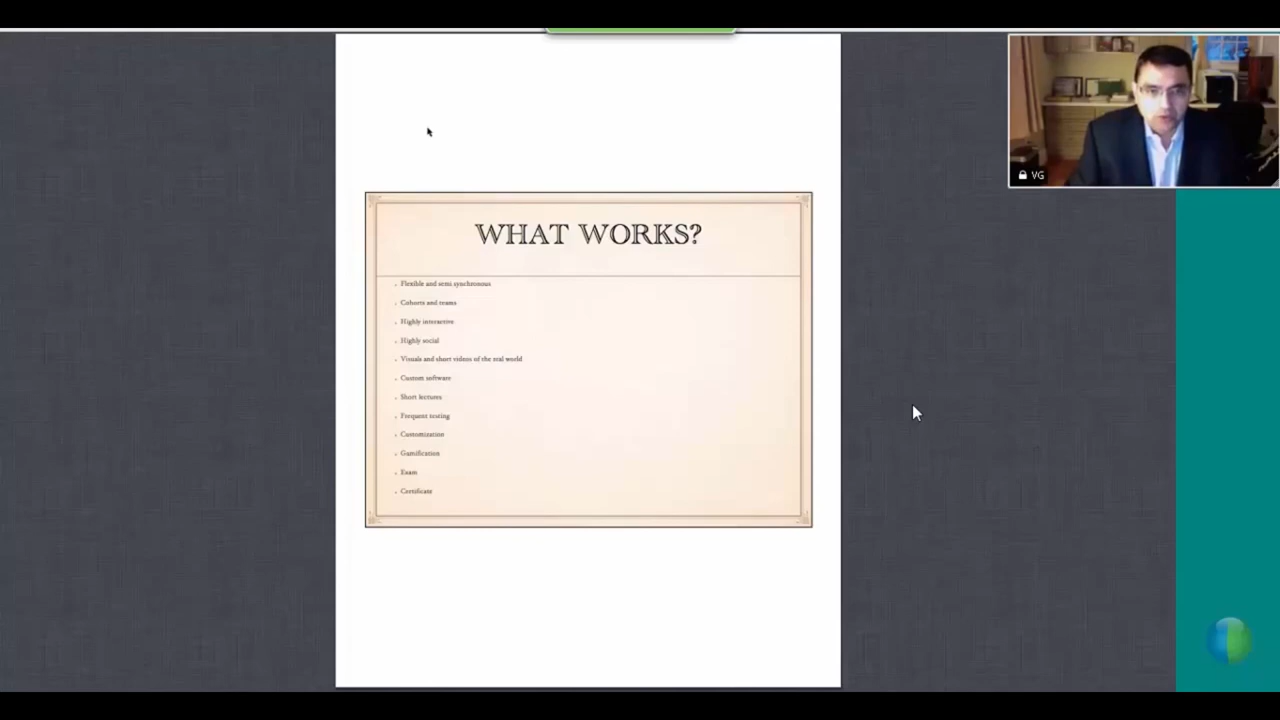 WHAT WORKS?
Flexible and semi synchronous
Cohorts and teams
Highly interactive
Highly social
Visuals and short videos of the real world
Custom software
Short lectures
Frequent testing
Customization
Gamification
Exam
Certificate
VG